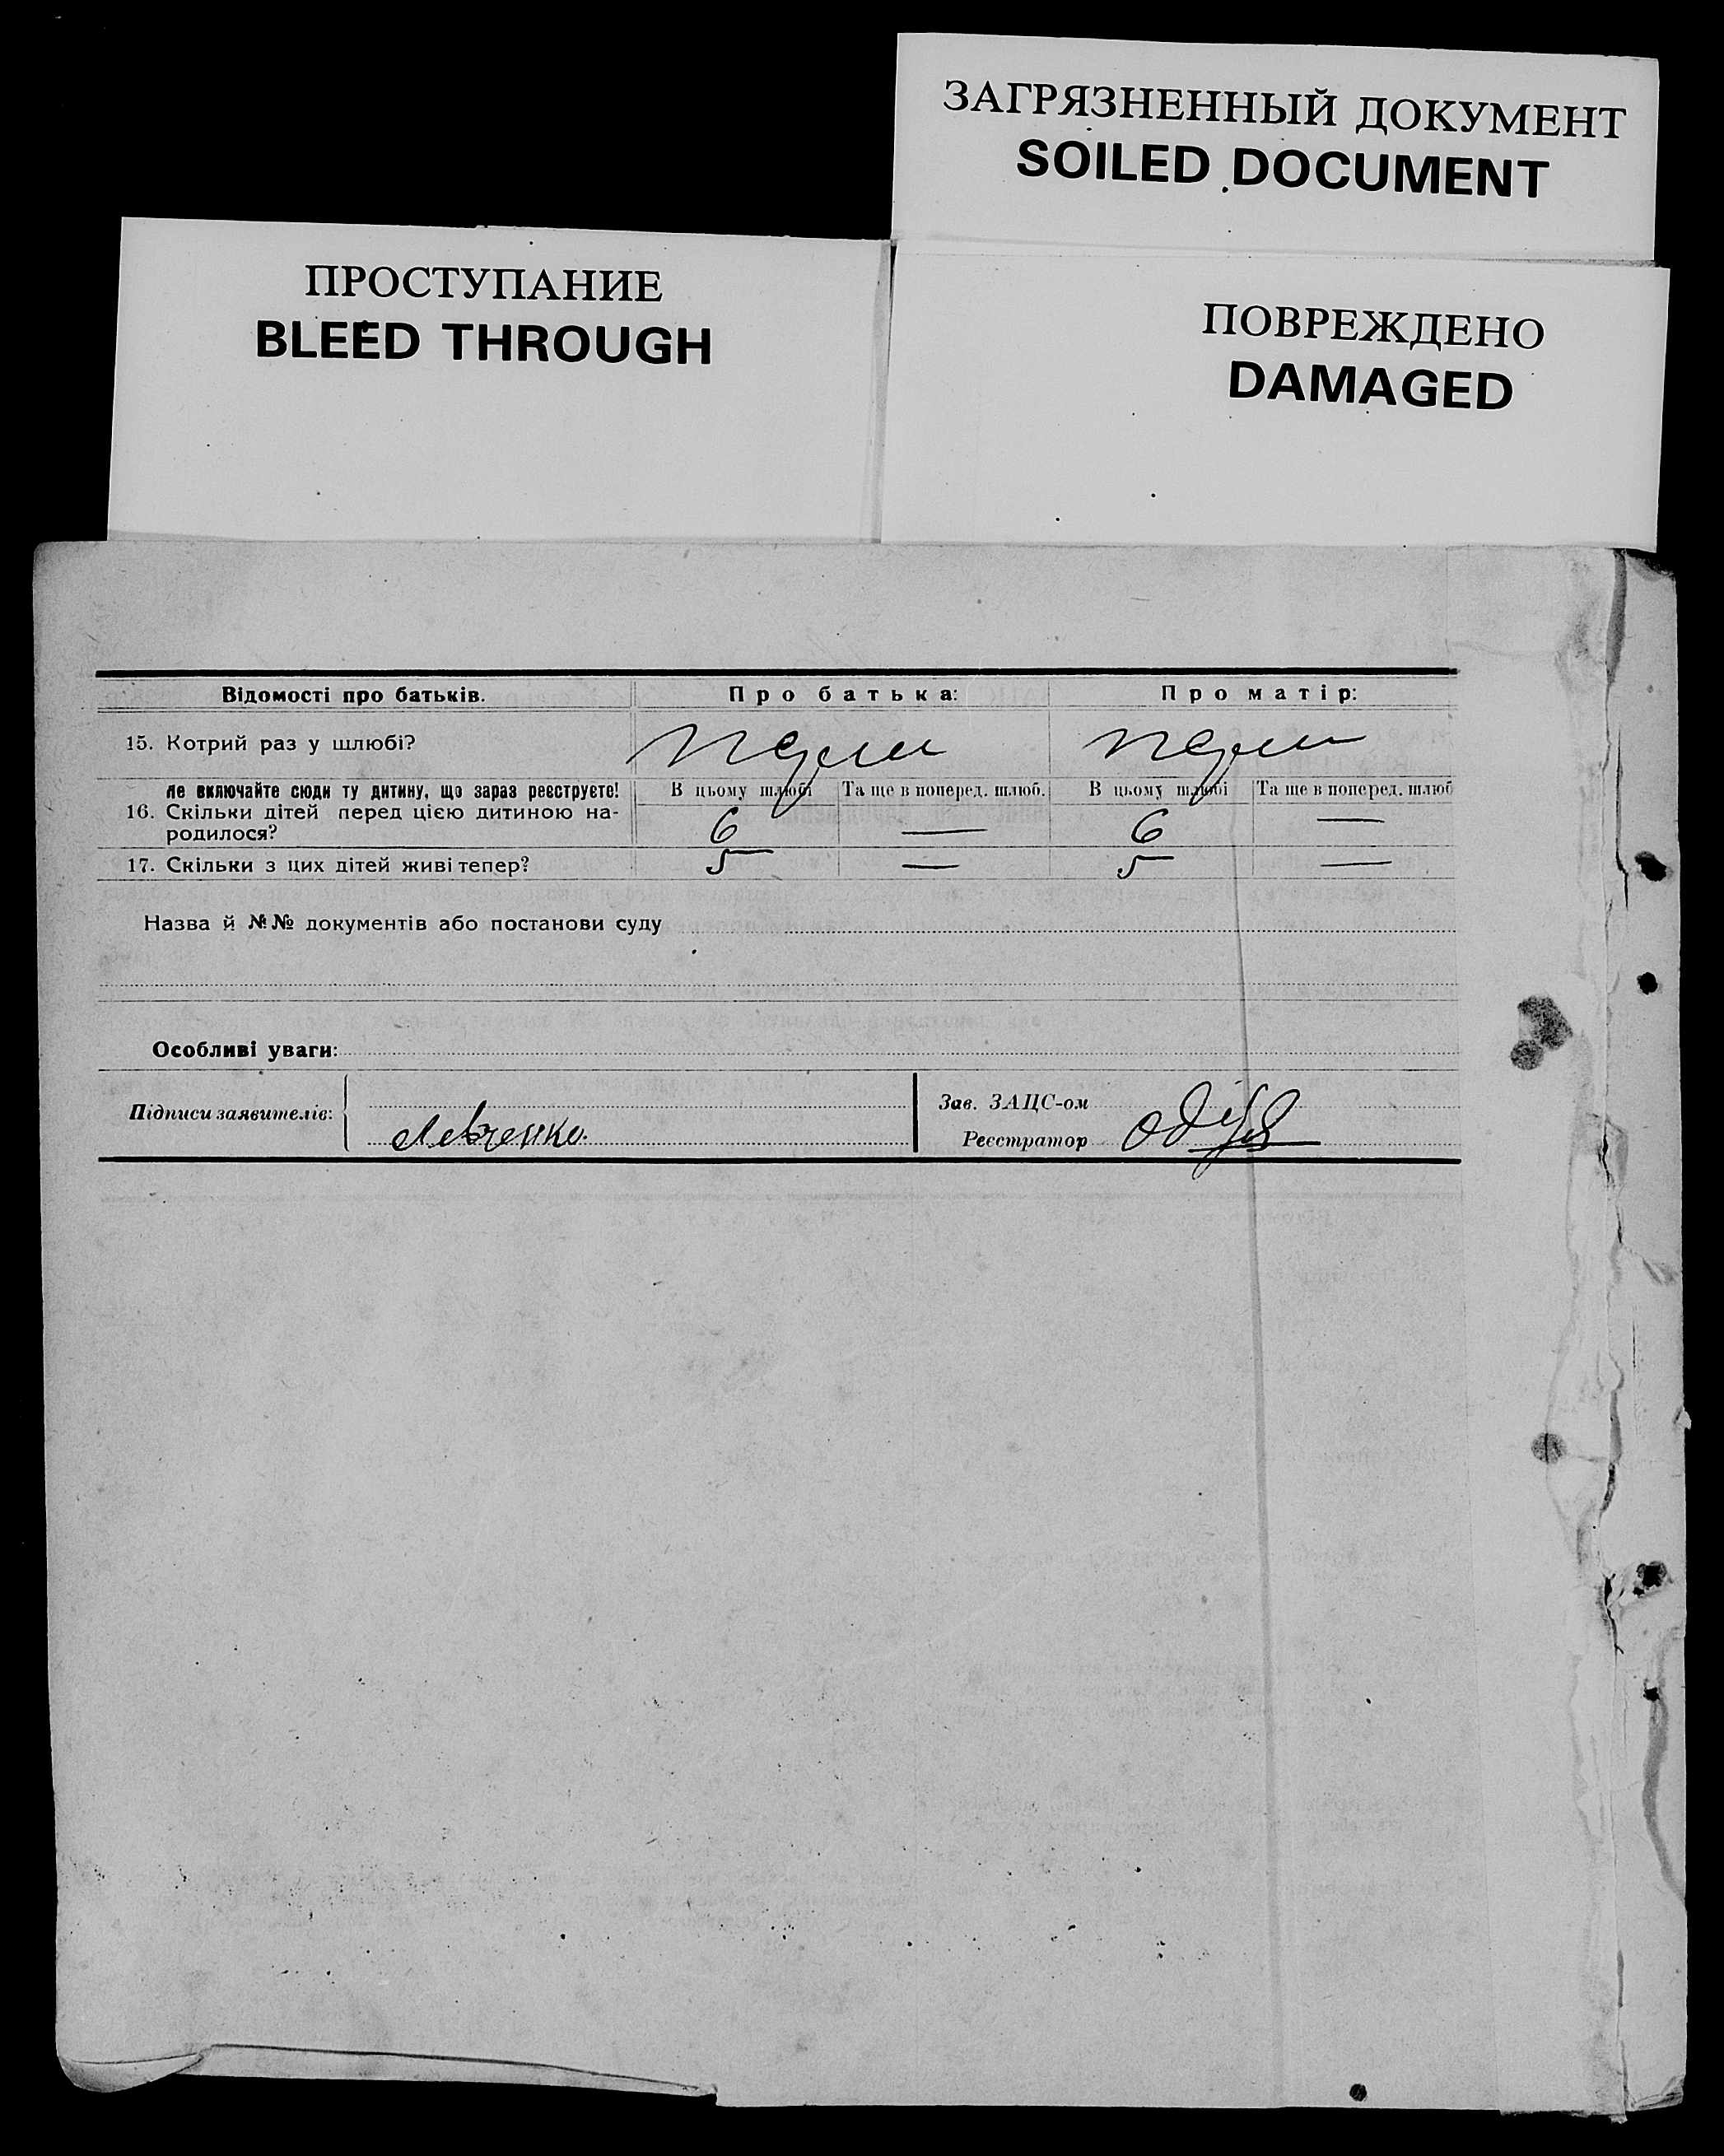 ЗАГРЯЗНЕННЫЙ ДОКУМЕНТ
SOILED DOCUMENT
ПРОСТУПАНИЕ
BLEED THROUGH
ПОВРЕЖДЕНО
DAMAGED
Відомості про батьків. Про батька: Про матір:
15. Котрий раз у шлюбі?
Не включайте сюди ту дитину, що зараз реєструєте! В цьому шлюбі Та ще в поперед. шлюб. В цьому шлюбі Та ще в поперед. шлюб
16. Скільки дітей перед цією дитиною на-
родилося? 6 — 6 —
17. Скільки з цих дітей живі тепер? 5 — 5 —
Назва й №№ документів або постанови суду
Особливі уваги:
Підписи заявителів: Левченко.
Зав. ЗАЦС-ом
Реєстратор